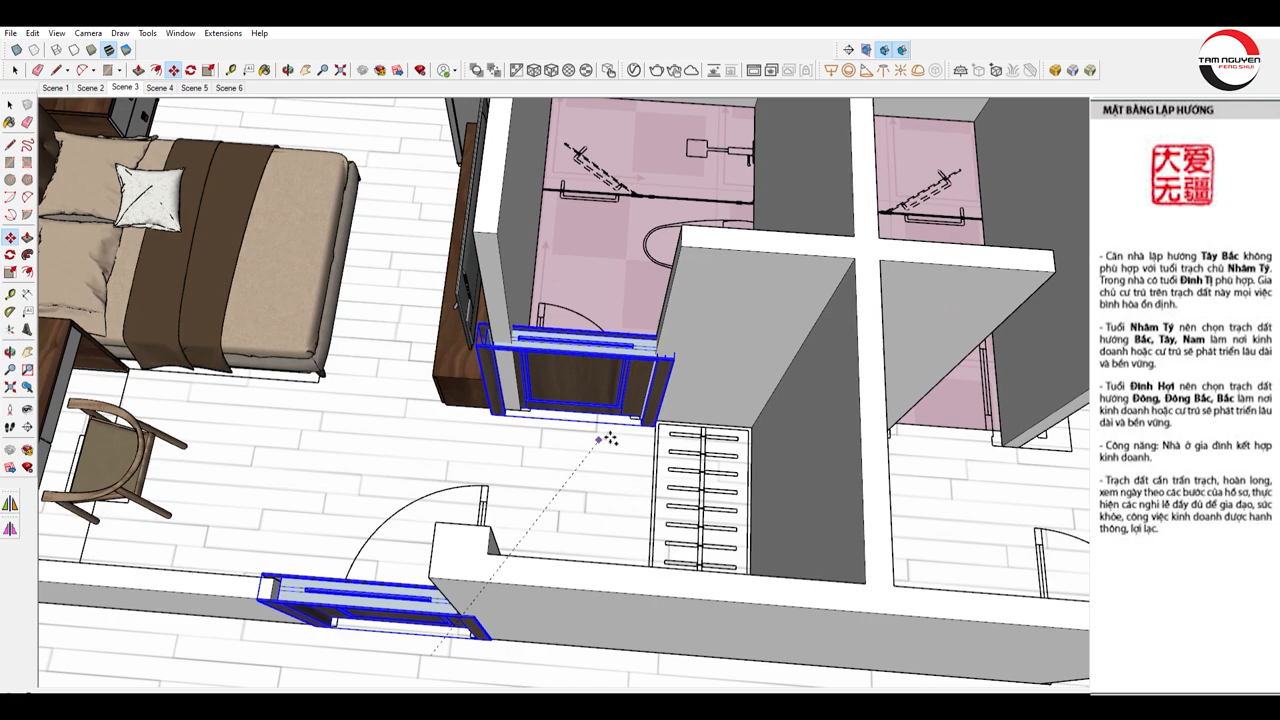 File Edit View Camera Draw Tools Window Extensions Help
TAM NGUYEN
FENG SHUI
Scene 1 Scene 2 Scene 3 Scene 4 Scene 5 Scene 6
MẶT BẰNG LẬP HƯỚNG
大爱
无疆
- Căn nhà lập hướng Tây Bắc không
phù hợp với tuổi trạch chủ Nhâm Tý.
Trong nhà có tuổi Đinh Tị phù hợp. Gia
chủ cư trú trên trạch đất này mọi việc
bình hòa ổn định.
- Tuổi Nhâm Tý nên chọn trạch đất
hướng Bắc, Tây, Nam làm nơi kinh
doanh hoặc cư trú sẽ phát triển lâu dài
và bền vững.
- Tuổi Đinh Hợi nên chọn trạch đất
hướng Đông, Đông Bắc, Bắc làm nơi
kinh doanh hoặc cư trú sẽ phát triển lâu
dài và bền vững.
- Công năng: Nhà ở gia đình kết hợp
kinh doanh.
- Trạch đất cần trấn trạch, hoàn long,
xem ngày theo các bước của hồ sơ, thực
hiện các nghi lễ đầy đủ để gia đạo, sức
khỏe, công việc kinh doanh được hanh
thông, lợi lạc.